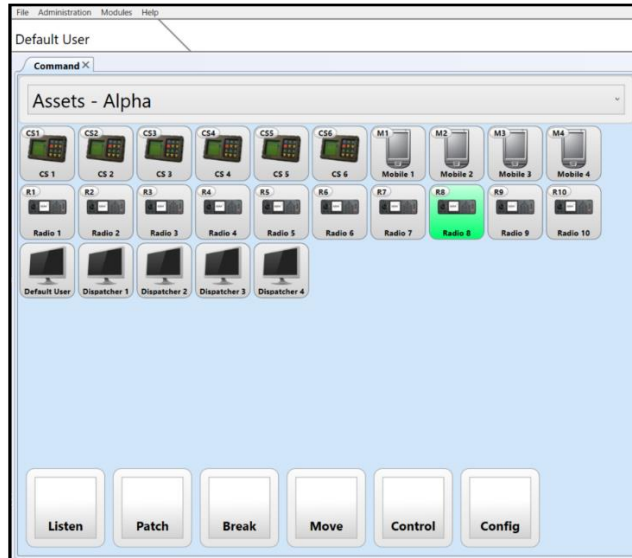 File Administration Modules Help
Default User
Command ×
Assets - Alpha
CS1 CS2 CS3 CS4 CS5 CS6 M1 M2 M3 M4
CS 1 CS 2 CS 3 CS 4 CS 5 CS 6 Mobile 1 Mobile 2 Mobile 3 Mobile 4
R1 R2 R3 R4 R5 R6 R7 R8 R9 R10
Radio 1 Radio 2 Radio 3 Radio 4 Radio 5 Radio 6 Radio 7 Radio 8 Radio 9 Radio 10
Default User Dispatcher 1 Dispatcher 2 Dispatcher 3 Dispatcher 4
Listen Patch Break Move Control Config